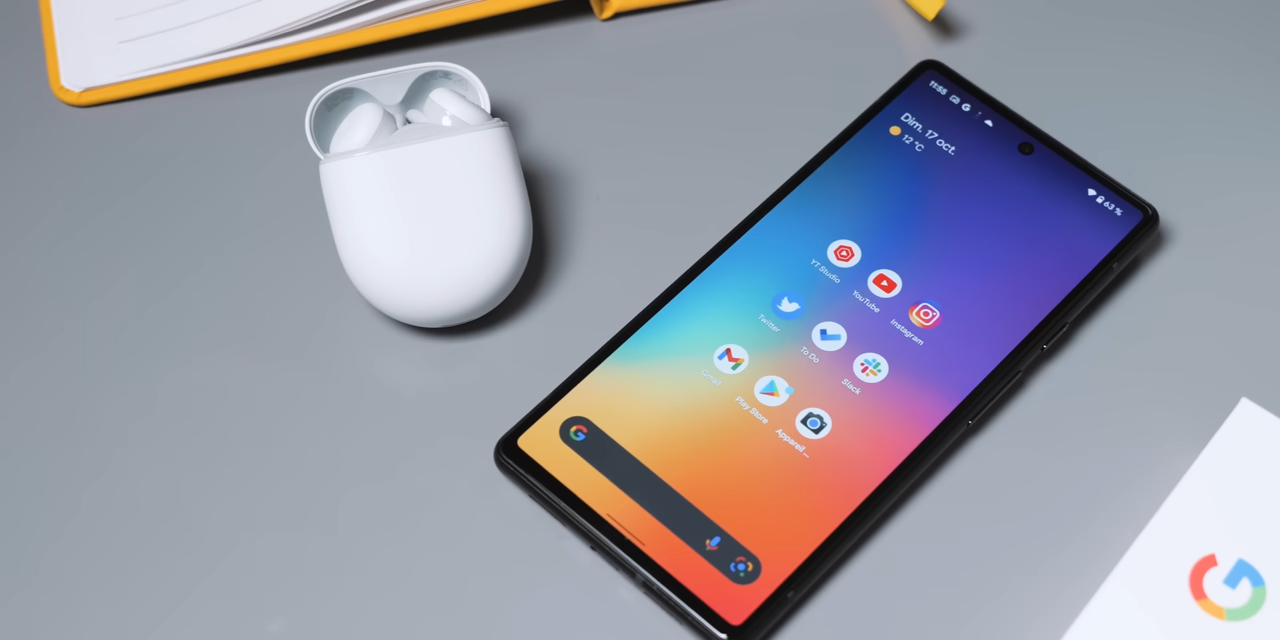 11:55
63 %
Dim. 17 oct.
12 °C
YT Studio
YouTube
Instagram
Twitter
To Do
Slack
Gmail
Play Store
Appareil...